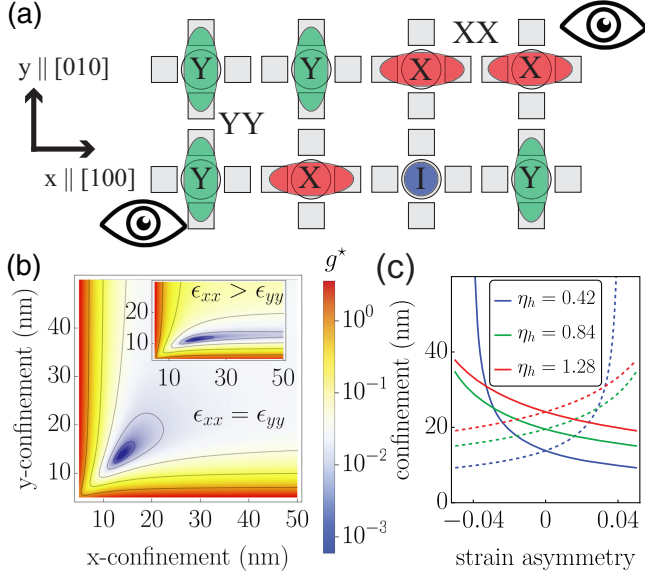 (a)
XX
y || [010]
Y Y X X
YY
x || [100]
Y X I Y
(b)
g⋆
(c)
ϵxx > ϵyy
20
10
5 10 30 50
ϵxx = ϵyy
y-confinement (nm)
40
30
20
10
10 20 30 40 50
x-confinement (nm)
10⁰
10⁻¹
10⁻²
10⁻³
ηh = 0.42
ηh = 0.84
ηh = 1.28
confinement (nm)
40
20
0
−0.04 0 0.04
strain asymmetry